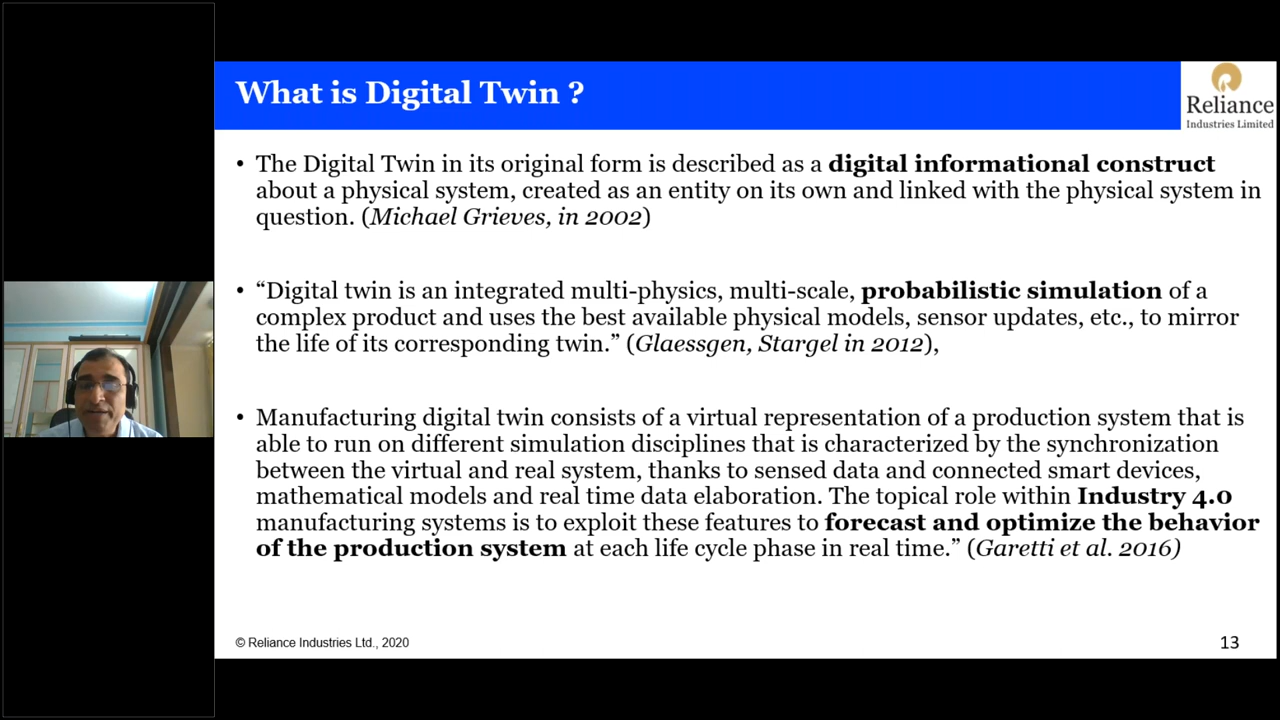 What is Digital Twin ?
Reliance
Industries Limited
• The Digital Twin in its original form is described as a digital informational construct
about a physical system, created as an entity on its own and linked with the physical system in
question. (Michael Grieves, in 2002)
• “Digital twin is an integrated multi-physics, multi-scale, probabilistic simulation of a
complex product and uses the best available physical models, sensor updates, etc., to mirror
the life of its corresponding twin.” (Glaessgen, Stargel in 2012),
• Manufacturing digital twin consists of a virtual representation of a production system that is
able to run on different simulation disciplines that is characterized by the synchronization
between the virtual and real system, thanks to sensed data and connected smart devices,
mathematical models and real time data elaboration. The topical role within Industry 4.0
manufacturing systems is to exploit these features to forecast and optimize the behavior
of the production system at each life cycle phase in real time.” (Garetti et al. 2016)
© Reliance Industries Ltd., 2020
13